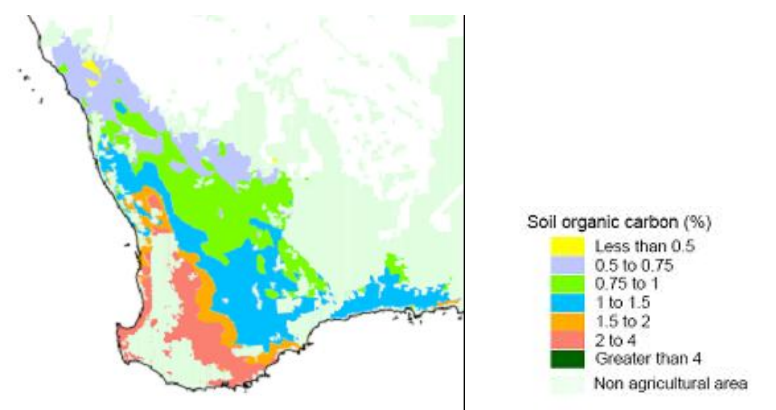 Soil organic carbon (%)
Less than 0.5
0.5 to 0.75
0.75 to 1
1 to 1.5
1.5 to 2
2 to 4
Greater than 4
Non agricultural area